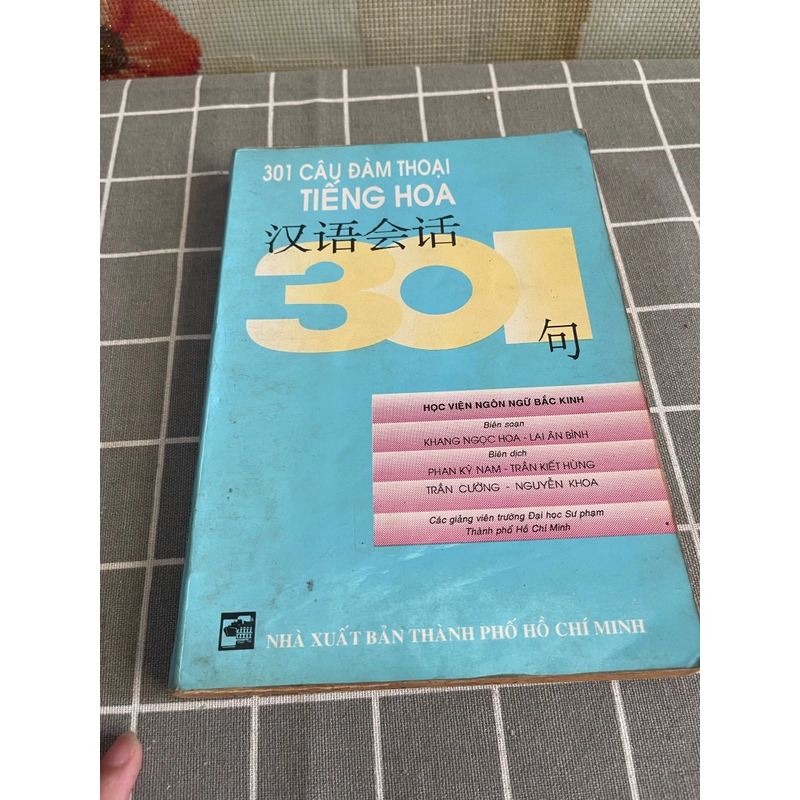 301 CÂU ĐÀM THOẠI
TIẾNG HOA
汉语会话
301
句
HỌC VIỆN NGÔN NGỮ BẮC KINH
Biên soạn
KHANG NGỌC HOA - LAI ÂN BÌNH
Biên dịch
PHAN KỲ NAM - TRẦN KIẾT HÙNG
TRẦN CƯỜNG - NGUYỄN KHOA
Các giảng viên trường Đại học Sư phạm
Thành phố Hồ Chí Minh
NHÀ XUẤT BẢN THÀNH PHỐ HỒ CHÍ MINH